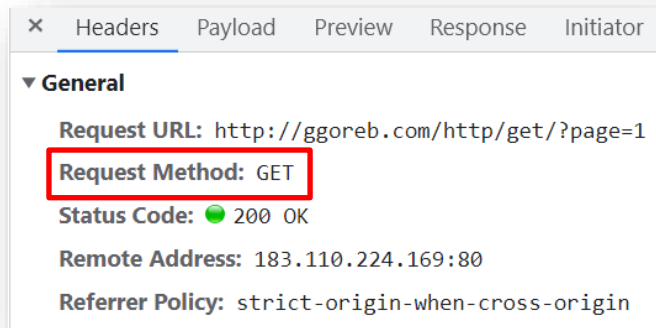 × Headers Payload Preview Response Initiator
▼ General
Request URL: http://ggoreb.com/http/get/?page=1
Request Method: GET
Status Code: 200 OK
Remote Address: 183.110.224.169:80
Referrer Policy: strict-origin-when-cross-origin